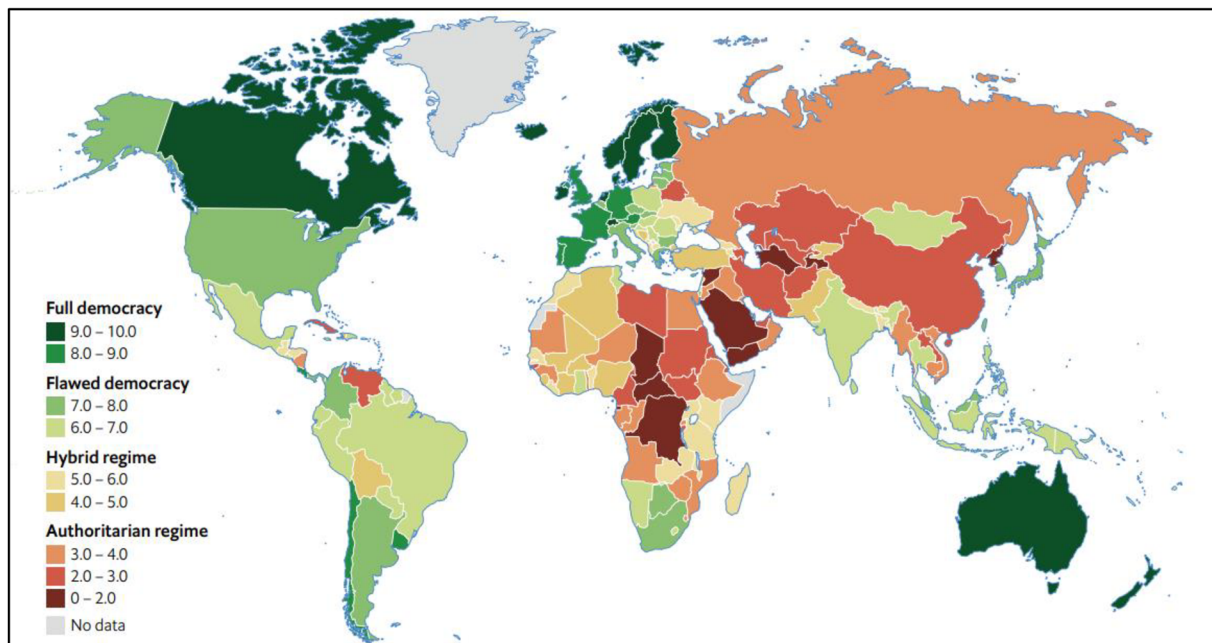 Full democracy
9.0 – 10.0
8.0 – 9.0
Flawed democracy
7.0 – 8.0
6.0 – 7.0
Hybrid regime
5.0 – 6.0
4.0 – 5.0
Authoritarian regime
3.0 – 4.0
2.0 – 3.0
0 – 2.0
No data